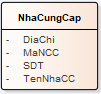 NhaCungCap
- DiaChi
- MaNCC
- SDT
- TenNhaCC